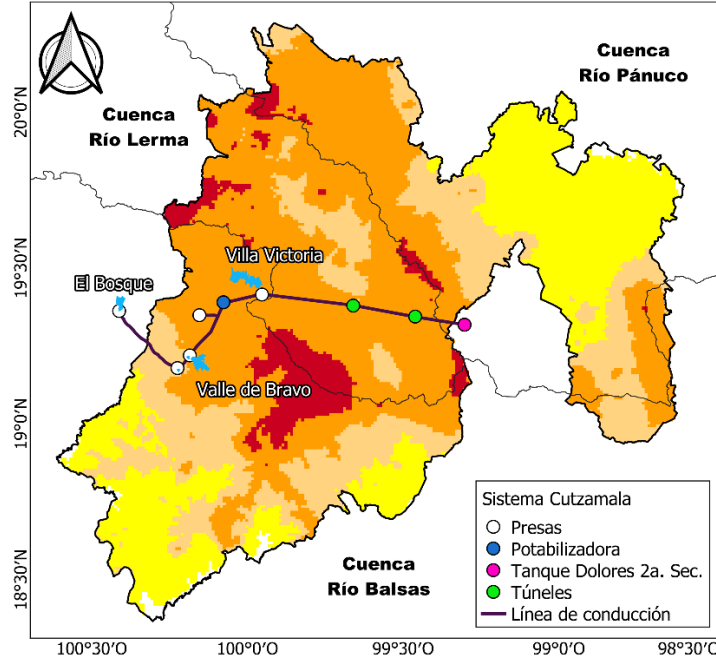 Cuenca
Río Pánuco
Cuenca
Río Lerma
20°0'N
19°30'N
19°0'N
18°30'N
Villa Victoria
El Bosque
Valle de Bravo
Cuenca
Río Balsas
Sistema Cutzamala
Presas
Potabilizadora
Tanque Dolores 2a. Sec.
Túneles
Línea de conducción
100°30'O
100°0'O
99°30'O
99°0'O
98°30'O